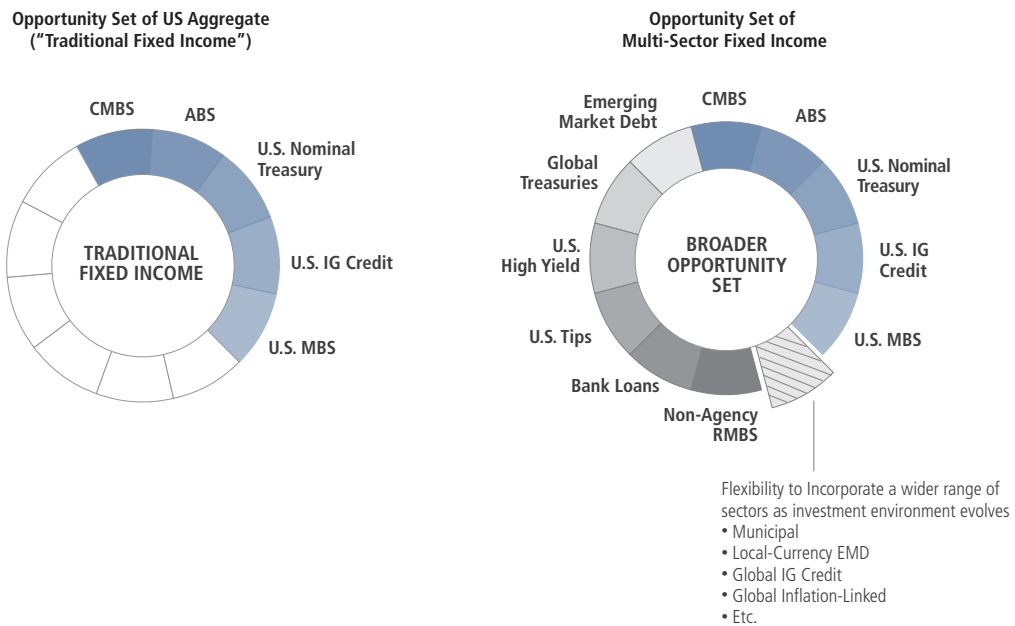 Opportunity Set of US Aggregate
(“Traditional Fixed Income”)
CMBS
ABS
U.S. Nominal
Treasury
U.S. IG Credit
U.S. MBS
TRADITIONAL
FIXED INCOME
Opportunity Set of
Multi-Sector Fixed Income
Emerging
Market Debt
CMBS
ABS
Global
Treasuries
U.S. Nominal
Treasury
U.S.
High Yield
BROADER
OPPORTUNITY
SET
U.S. IG
Credit
U.S. Tips
U.S. MBS
Bank Loans
Non-Agency
RMBS
Flexibility to Incorporate a wider range of
sectors as investment environment evolves
• Municipal
• Local-Currency EMD
• Global IG Credit
• Global Inflation-Linked
• Etc.